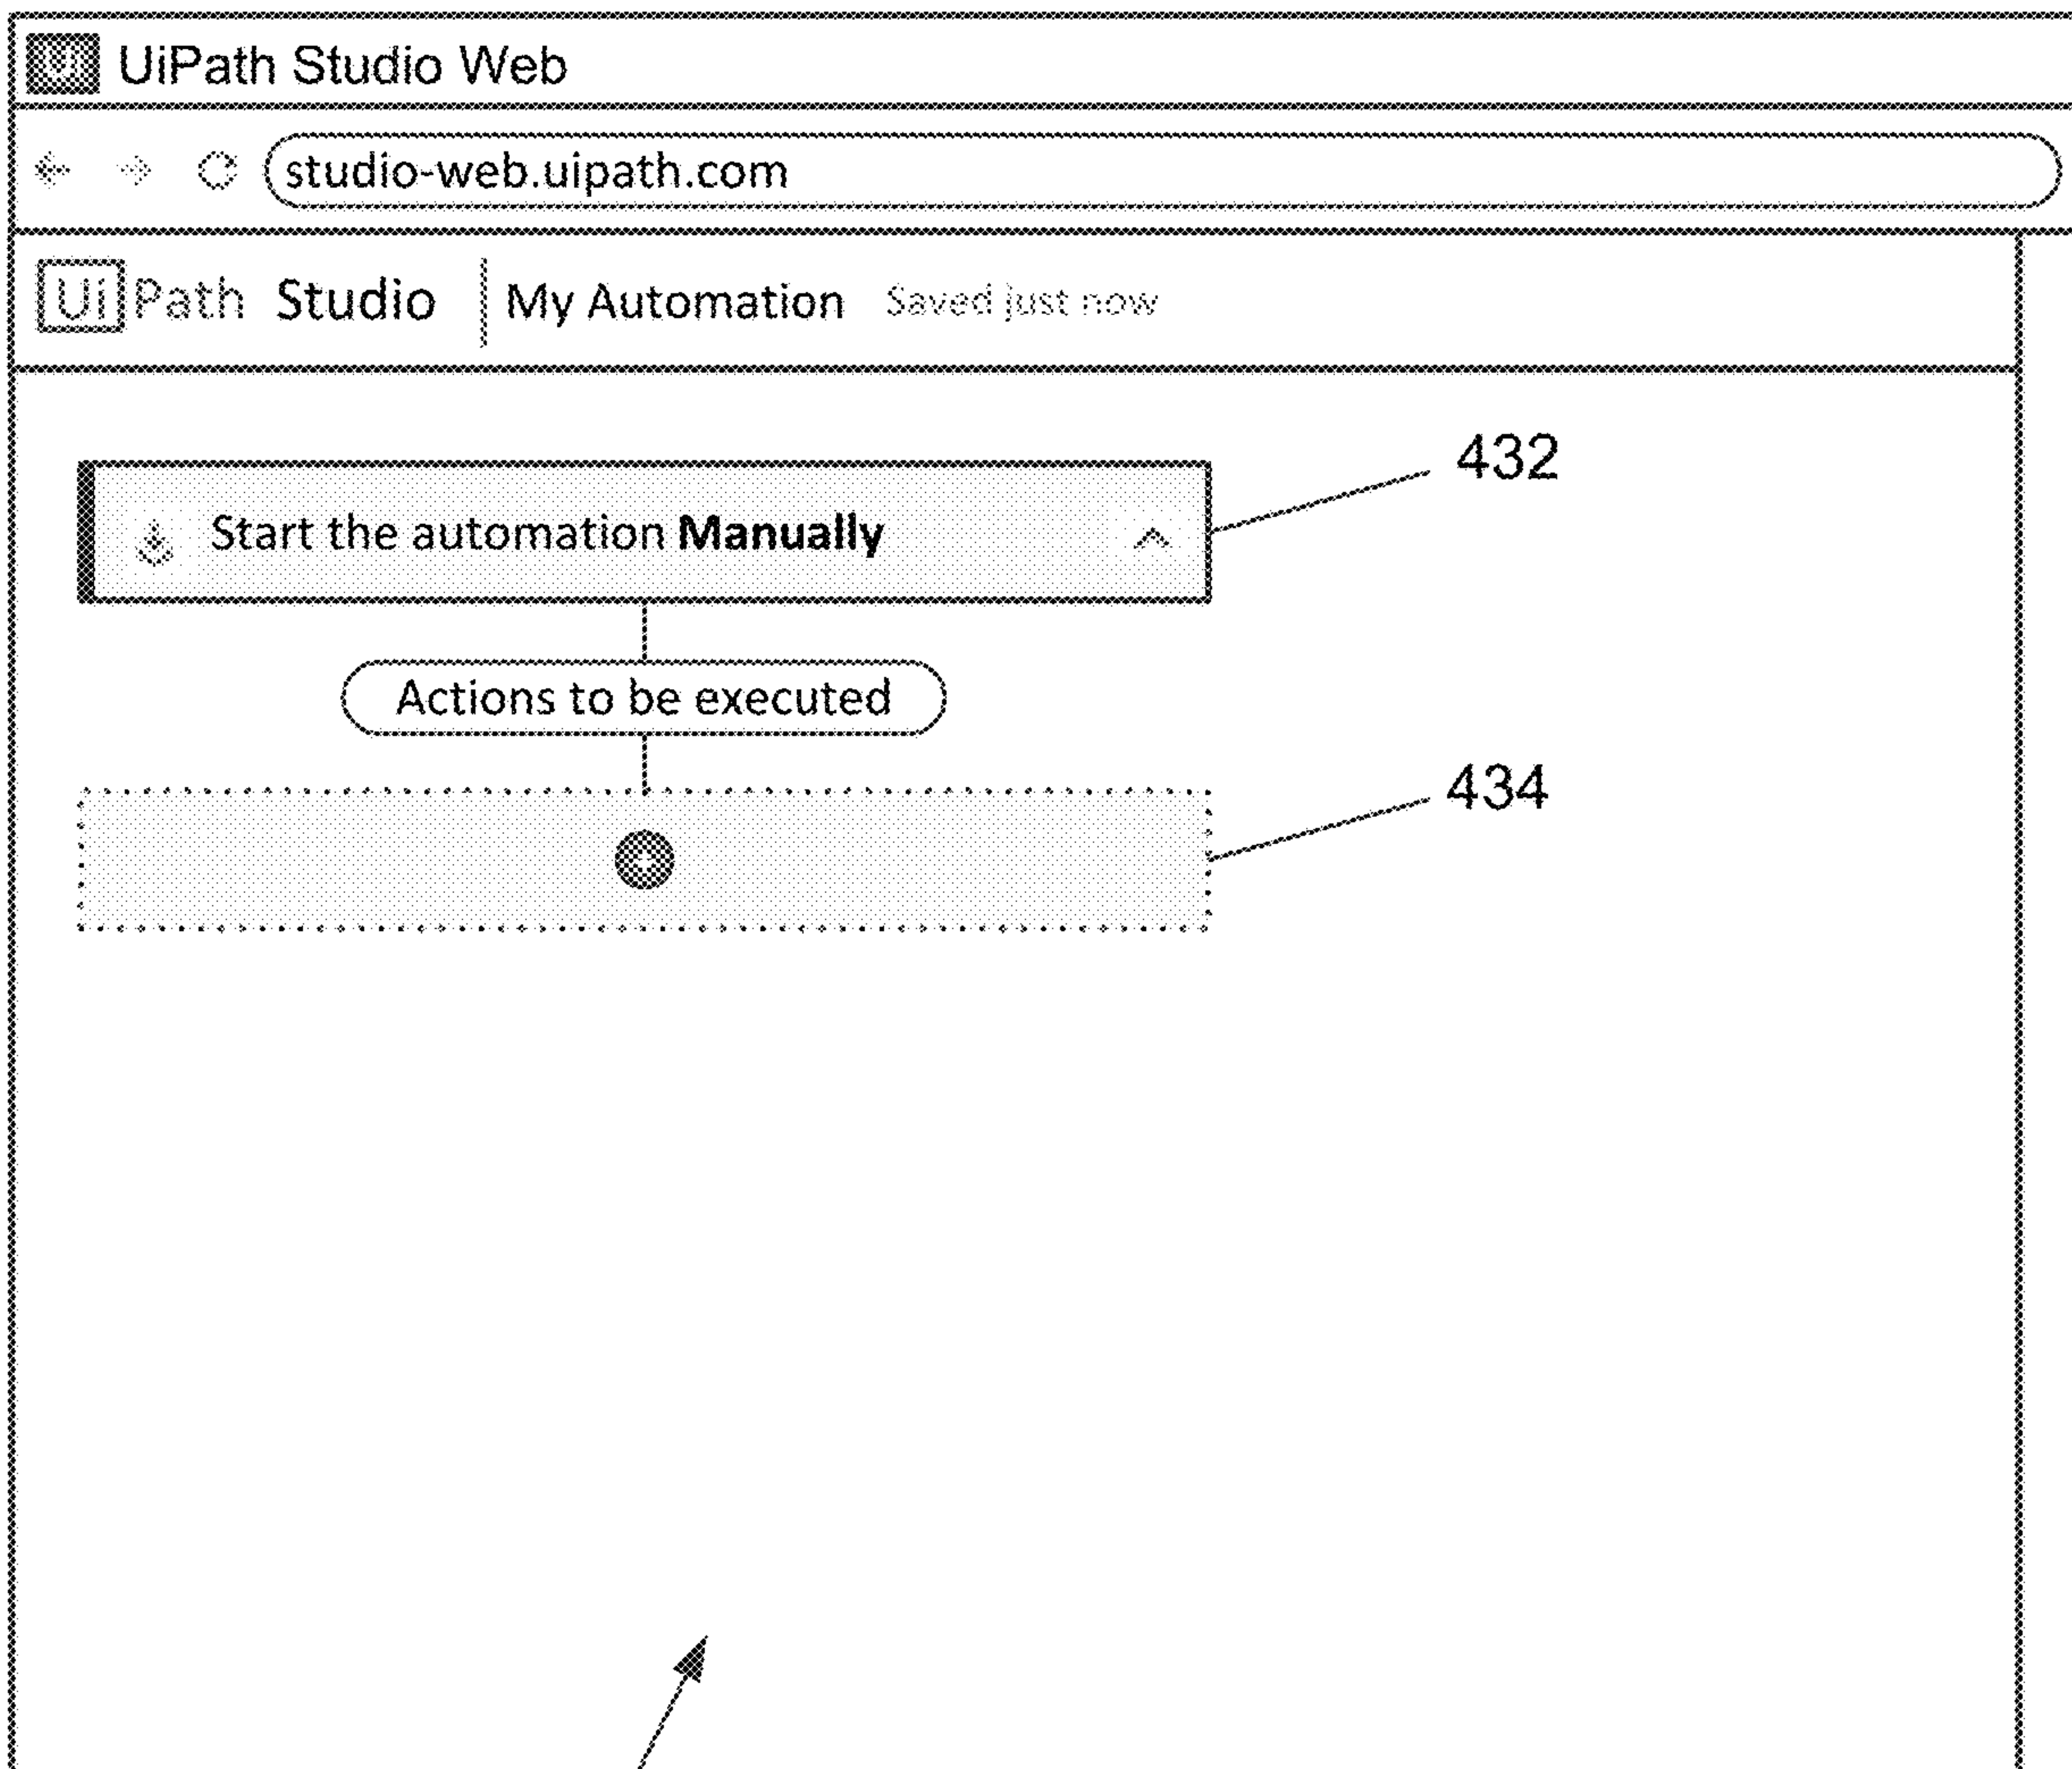 Ui UiPath Studio Web
studio-web.uipath.com
UiPath Studio My Automation Saved just now
432
Start the automation Manually
Actions to be executed
434